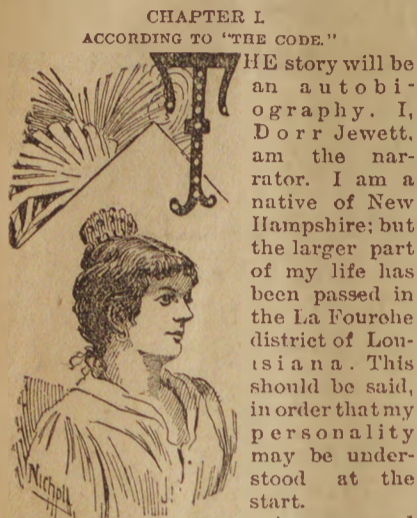 CHAPTER I.
ACCORDING TO "THE CODE."
THE story will be
an autobi-
ography. I,
Dorr Jewett,
am the nar-
rator. I am a
native of New
Hampshire; but
the larger part
of my life has
been passed in
the La Fourche
district of Lou-
isiana. This
should be said,
in order that my
personality
may be under-
stood at the
start.
Nicholl